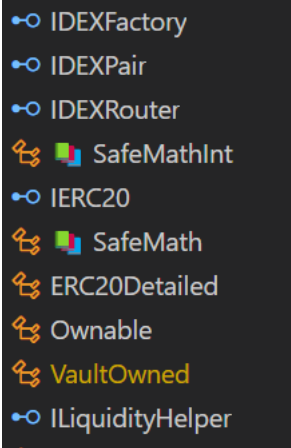 IDEXFactory
IDEXPair
IDEXRouter
SafeMathInt
IERC20
SafeMath
ERC20Detailed
Ownable
VaultOwned
ILiquidityHelper